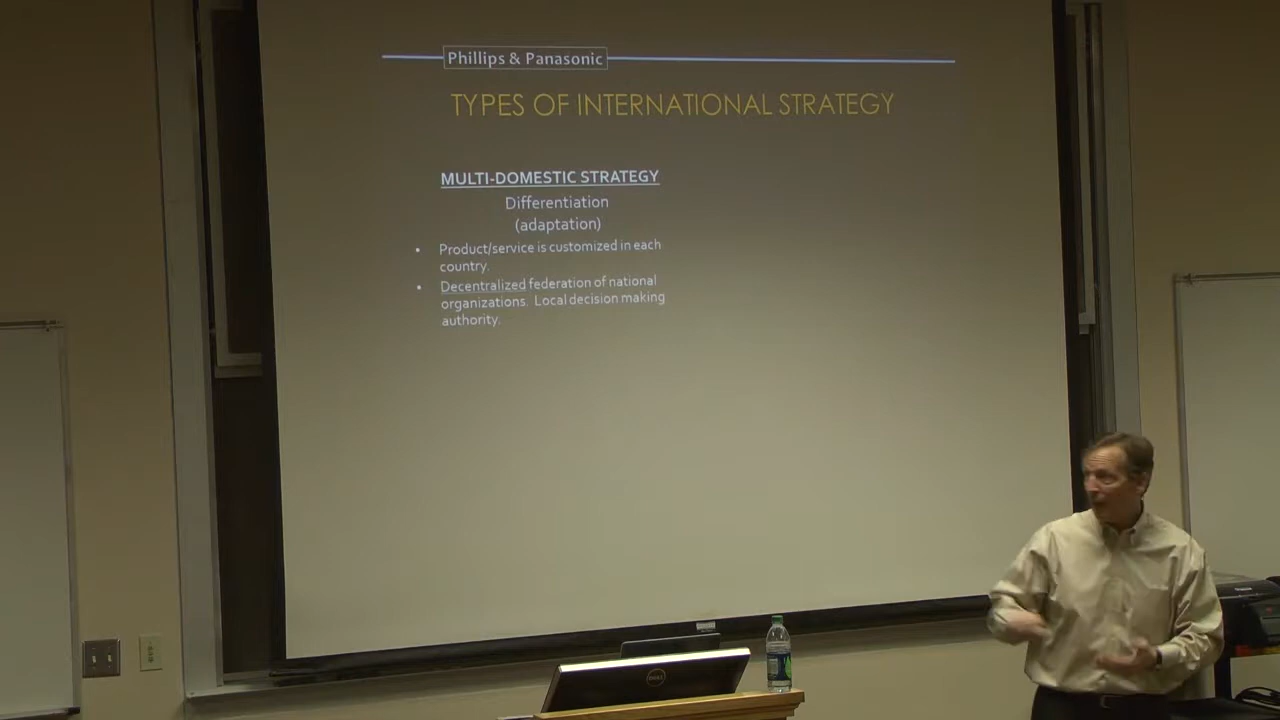 Phillips & Panasonic
TYPES OF INTERNATIONAL STRATEGY
MULTI-DOMESTIC STRATEGY
Differentiation
(adaptation)
• Product/service is customized in each
country.
• Decentralized federation of national
organizations. Local decision making
authority.
DELL